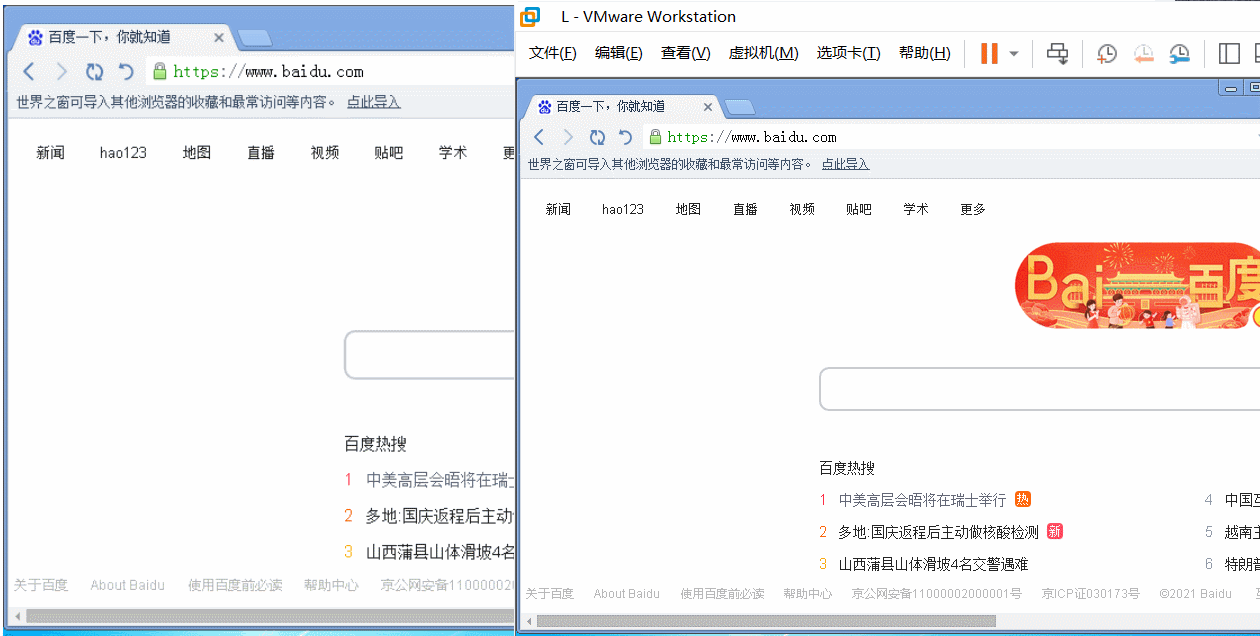 百度一下，你就知道
https://www.baidu.com
世界之窗可导入其他浏览器的收藏和最常访问等内容。 点此导入
新闻 hao123 地图 直播 视频 贴吧 学术 更
百度热搜
1 中美高层会晤将在瑞士
2 多地:国庆返程后主动
3 山西蒲县山体滑坡4名
关于百度 About Baidu 使用百度前必读 帮助中心 京公网安备110000020
L - VMware Workstation
文件(F) 编辑(E) 查看(V) 虚拟机(M) 选项卡(T) 帮助(H)
百度一下，你就知道
https://www.baidu.com
世界之窗可导入其他浏览器的收藏和最常访问等内容。 点此导入
新闻 hao123 地图 直播 视频 贴吧 学术 更多
Bai 百度
百度热搜
1 中美高层会晤将在瑞士举行 热 4 中国互
2 多地:国庆返程后主动做核酸检测 新 5 越南主
3 山西蒲县山体滑坡4名交警遇难 6 特朗普
关于百度 About Baidu 使用百度前必读 帮助中心 京公网安备11000002000001号 京ICP证030173号 ©2021 Baidu